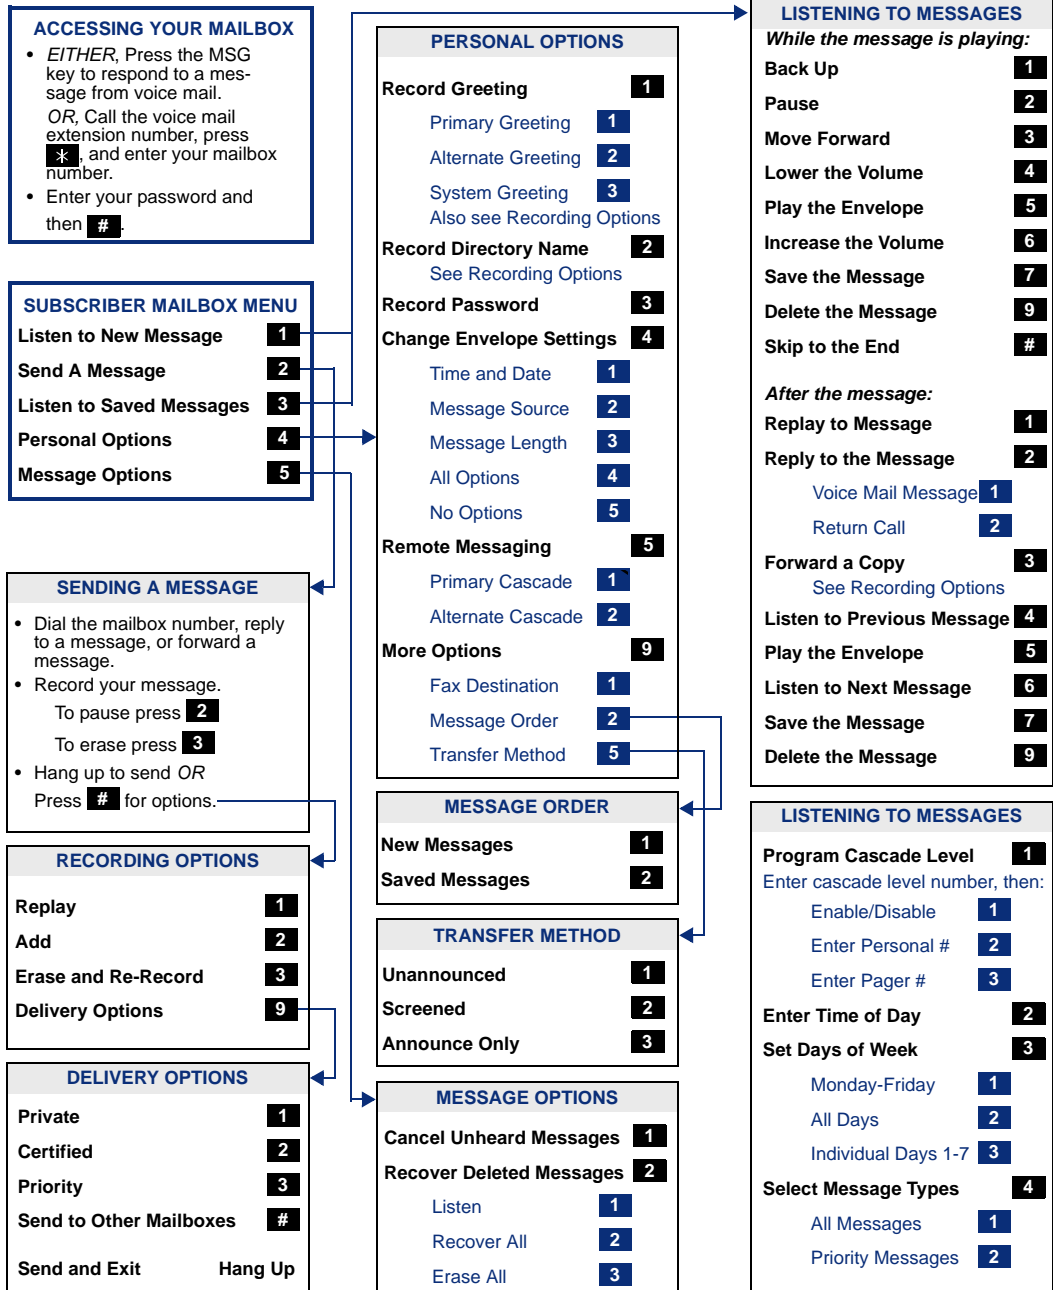 ACCESSING YOUR MAILBOX
• EITHER, Press the MSG
key to respond to a mes-
sage from voice mail.
OR, Call the voice mail
extension number, press
* , and enter your mailbox
number.
• Enter your password and
then # .
SUBSCRIBER MAILBOX MENU
Listen to New Message 1
Send A Message 2
Listen to Saved Messages 3
Personal Options 4
Message Options 5
SENDING A MESSAGE
• Dial the mailbox number, reply
to a message, or forward a
message.
• Record your message.
To pause press 2
To erase press 3
• Hang up to send OR
Press # for options.
RECORDING OPTIONS
Replay 1
Add 2
Erase and Re-Record 3
Delivery Options 9
DELIVERY OPTIONS
Private 1
Certified 2
Priority 3
Send to Other Mailboxes #
Send and Exit Hang Up
PERSONAL OPTIONS
Record Greeting 1
Primary Greeting 1
Alternate Greeting 2
System Greeting 3
Also see Recording Options
Record Directory Name 2
See Recording Options
Record Password 3
Change Envelope Settings 4
Time and Date 1
Message Source 2
Message Length 3
All Options 4
No Options 5
Remote Messaging 5
Primary Cascade 1
Alternate Cascade 2
More Options 9
Fax Destination 1
Message Order 2
Transfer Method 5
MESSAGE ORDER
New Messages 1
Saved Messages 2
TRANSFER METHOD
Unannounced 1
Screened 2
Announce Only 3
MESSAGE OPTIONS
Cancel Unheard Messages 1
Recover Deleted Messages 2
Listen 1
Recover All 2
Erase All 3
LISTENING TO MESSAGES
While the message is playing:
Back Up 1
Pause 2
Move Forward 3
Lower the Volume 4
Play the Envelope 5
Increase the Volume 6
Save the Message 7
Delete the Message 9
Skip to the End #
After the message:
Replay to Message 1
Reply to the Message 2
Voice Mail Message 1
Return Call 2
Forward a Copy 3
See Recording Options
Listen to Previous Message 4
Play the Envelope 5
Listen to Next Message 6
Save the Message 7
Delete the Message 9
LISTENING TO MESSAGES
Program Cascade Level 1
Enter cascade level number, then:
Enable/Disable 1
Enter Personal # 2
Enter Pager # 3
Enter Time of Day 2
Set Days of Week 3
Monday-Friday 1
All Days 2
Individual Days 1-7 3
Select Message Types 4
All Messages 1
Priority Messages 2